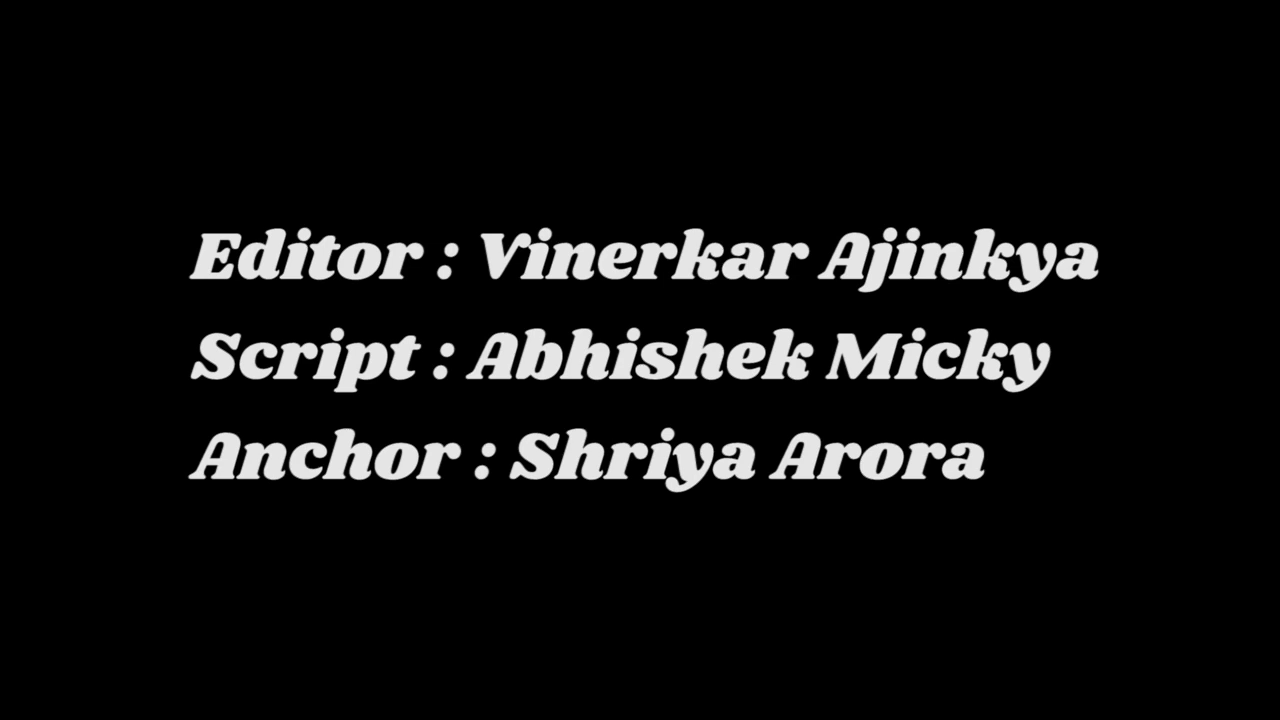 Editor : Vinerkar Ajinkya
Script : Abhishek Micky
Anchor : Shriya Arora